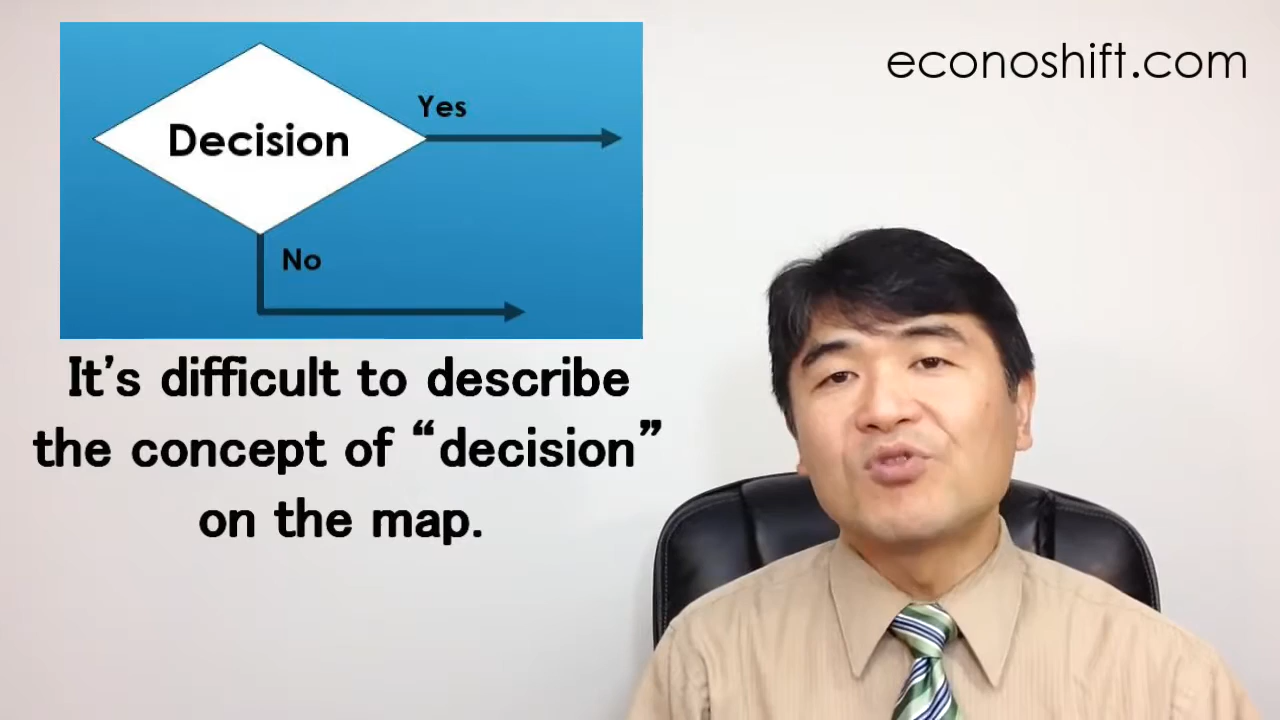 econoshift.com
Yes
Decision
No
It's difficult to describe
the concept of “decision”
on the map.